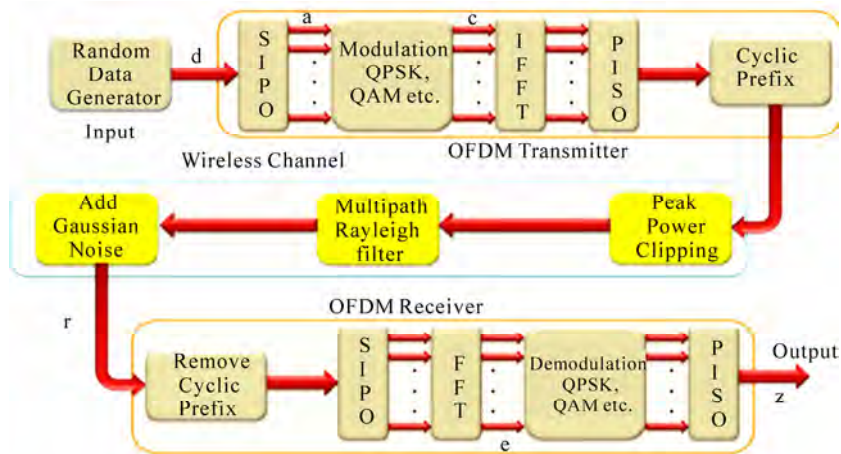 Random
Data
Generator
Input
d
S
I
P
O
a
Modulation
QPSK,
QAM etc.
c
I
F
F
T
P
I
S
O
Cyclic
Prefix
Wireless Channel
OFDM Transmitter
Add
Gaussian
Noise
Multipath
Rayleigh
filter
Peak
Power
Clipping
r
OFDM Receiver
Remove
Cyclic
Prefix
S
I
P
O
F
F
T
e
Demodulation
QPSK,
QAM etc.
P
I
S
O
Output
z